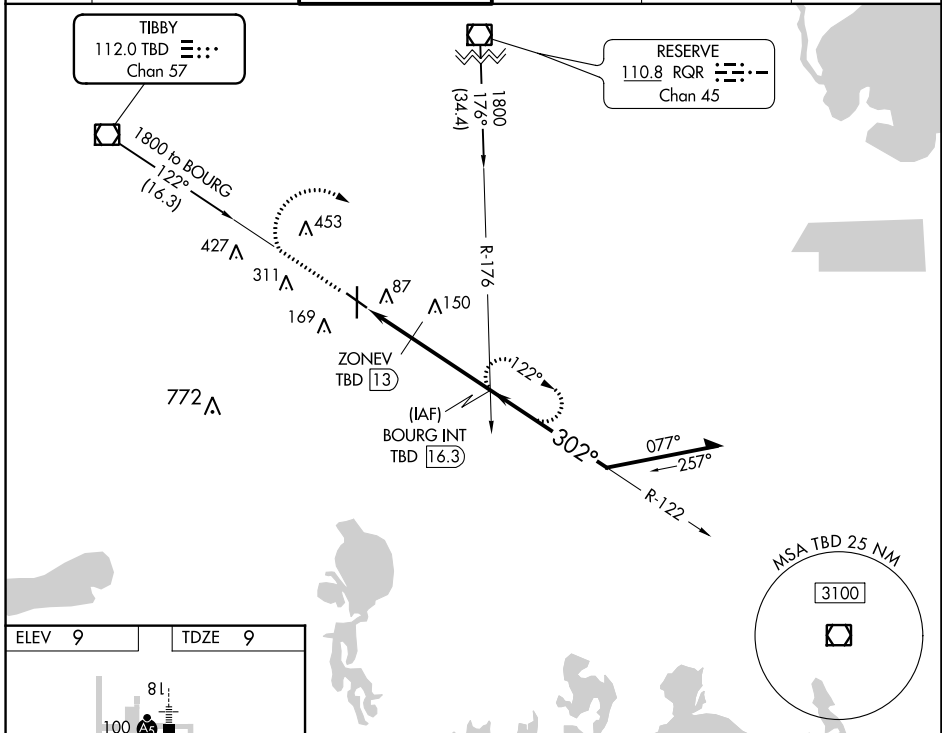 TIBBY
112.0 TBD
Chan 57
RESERVE
110.8 RQR
Chan 45
1800
176°
(34.4)
1800 to BOURG
122°
(16.3)
453
427
311
R-176
87
150
169
ZONEV
TBD 13
122°
772
(IAF)
BOURG INT
TBD 16.3
302°
077°
257°
R-122
MSA TBD 25 NM
3100
ELEV 9
TDZE 9
18
100
A5